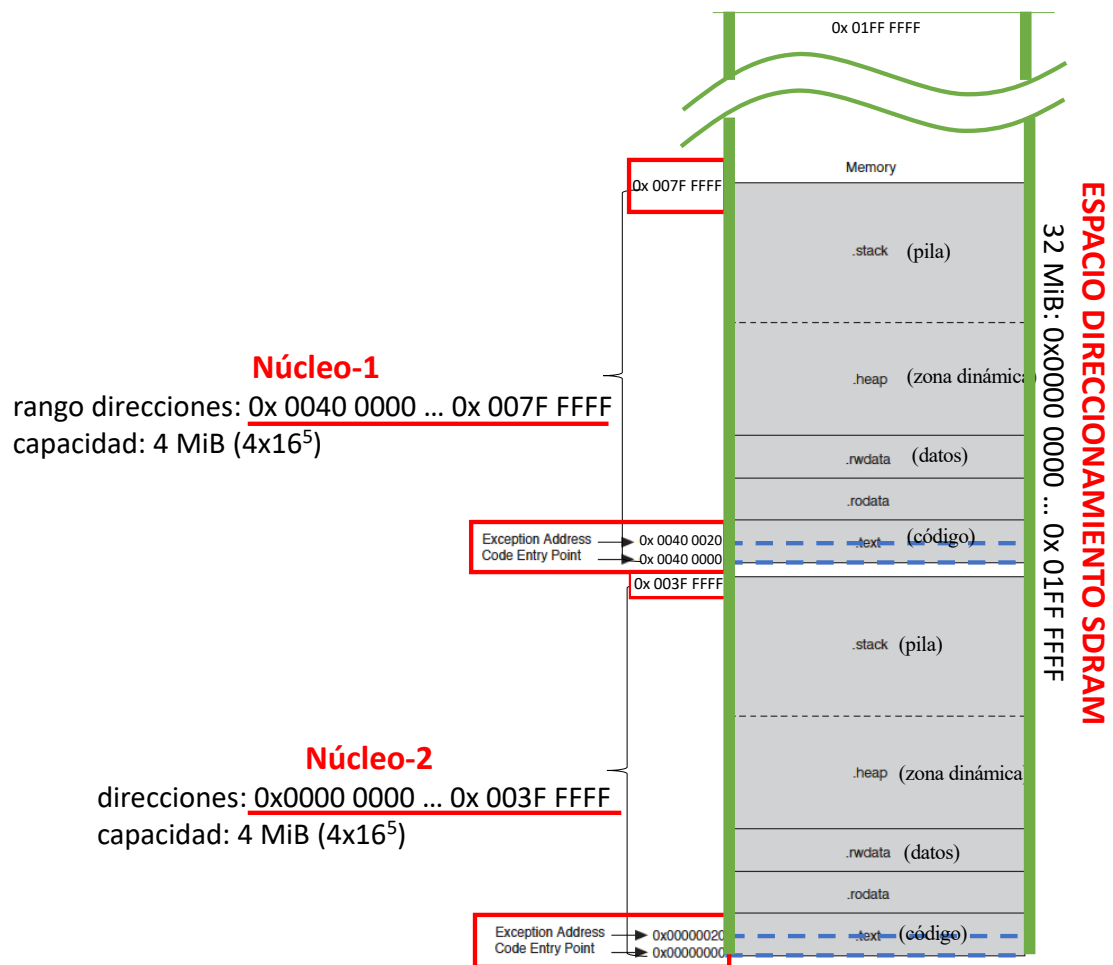 0x 01FF FFFF
Memory
0x 007F FFFF
.stack (pila)
.heap (zona dinámica)
.rwdata (datos)
.rodata
.text (código)
Núcleo-1
rango direcciones: 0x 0040 0000 ... 0x 007F FFFF
capacidad: 4 MiB (4x16⁵)
Exception Address 0x 0040 0020
Code Entry Point 0x 0040 0000
0x 003F FFFF
.stack (pila)
.heap (zona dinámica)
.rwdata (datos)
.rodata
.text (código)
Núcleo-2
direcciones: 0x0000 0000 ... 0x 003F FFFF
capacidad: 4 MiB (4x16⁵)
Exception Address 0x00000020
Code Entry Point 0x00000000
ESPACIO DIRECCIONAMIENTO SDRAM
32 MiB: 0x0000 0000 ... 0x 01FF FFFF